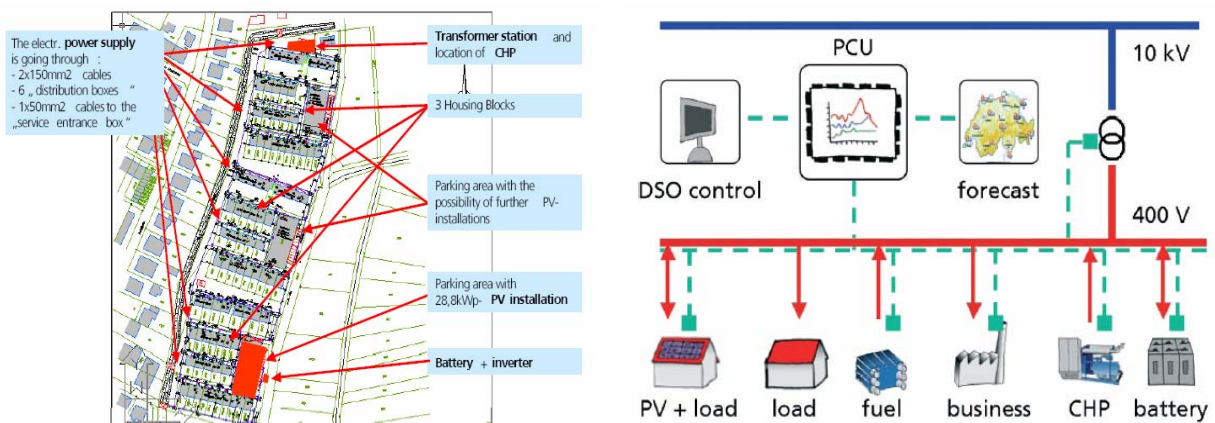 The electr. power supply
is going through :
- 2x150mm2 cables
- 6 „ distribution boxes “
- 1x50mm2 cables to the
„service entrance box“
Transformer station and
location of CHP
3 Housing Blocks
Parking area with the
possibility of further PV-
installations
Parking area with
28,8kWp- PV installation
Battery + inverter
PCU
10 kV
DSO control
forecast
400 V
PV + load
load
fuel
business
CHP
battery